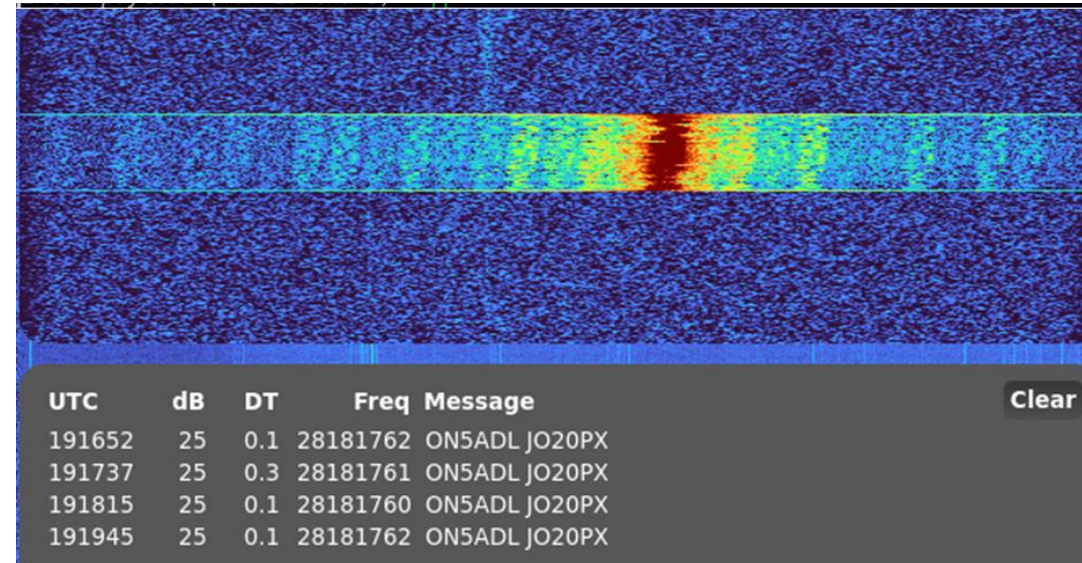 UTC dB DT Freq Message Clear
191652 25 0.1 28181762 ON5ADL JO20PX
191737 25 0.3 28181761 ON5ADL JO20PX
191815 25 0.1 28181760 ON5ADL JO20PX
191945 25 0.1 28181762 ON5ADL JO20PX